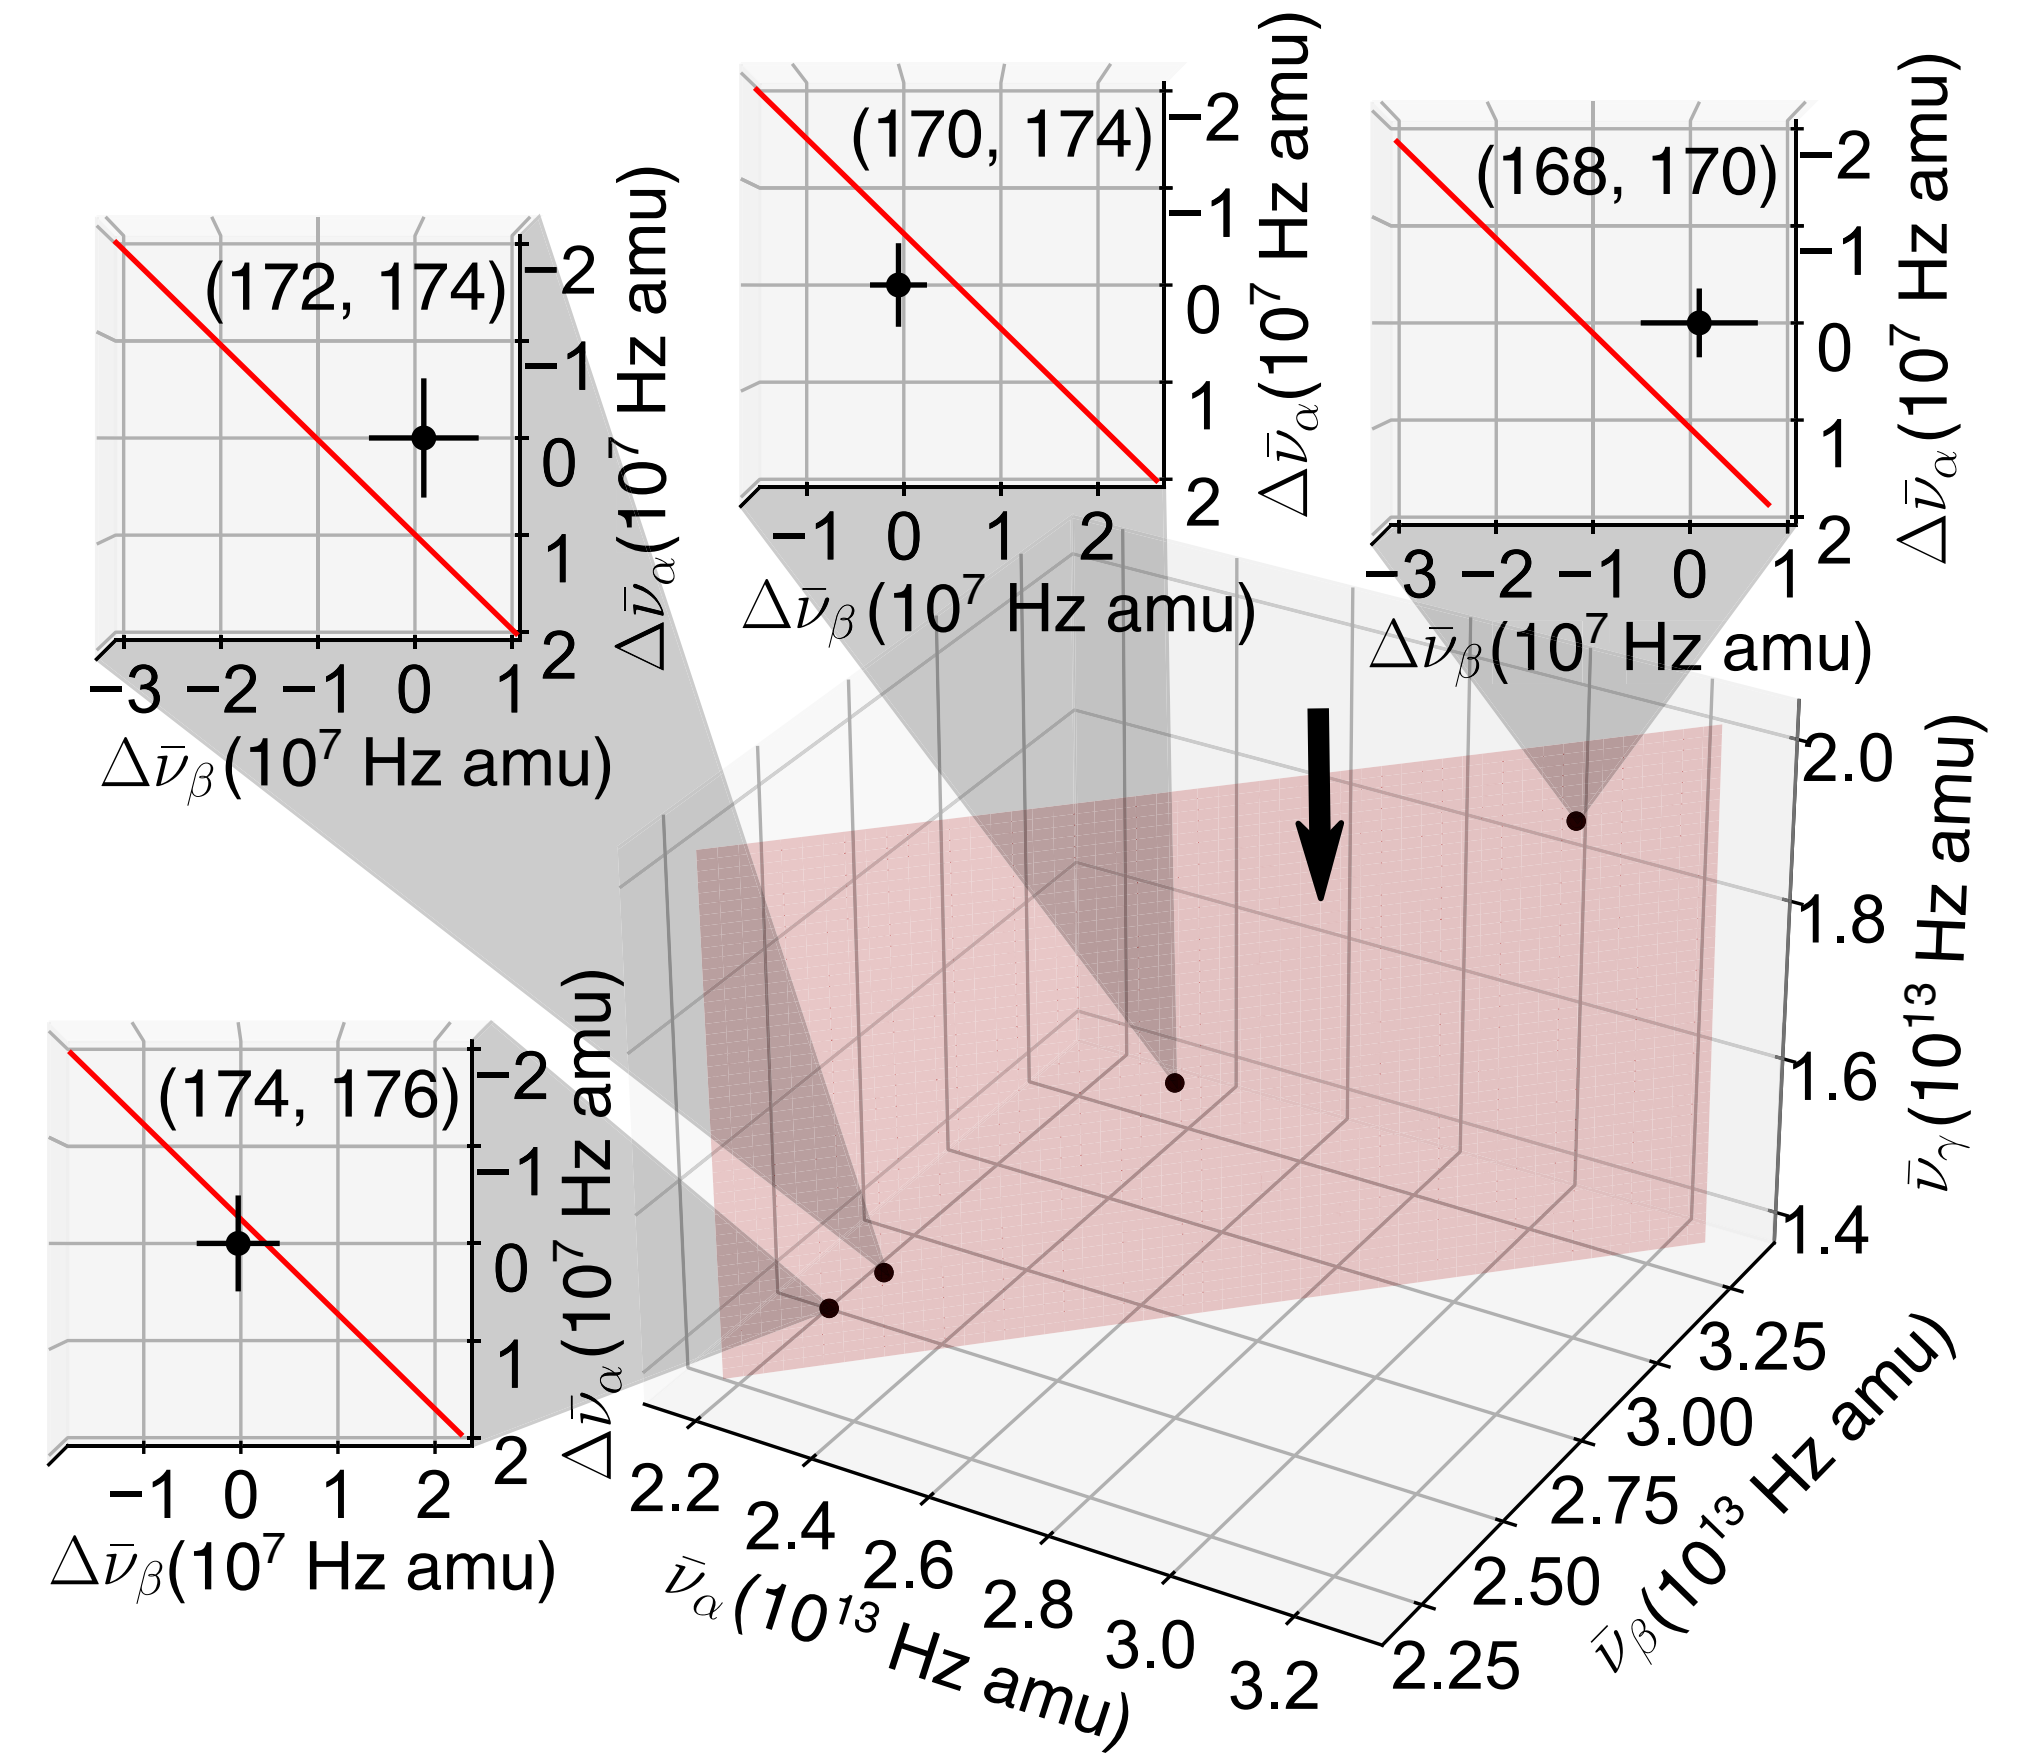 (170, 174)
−2
−1
0
1
2
Δν̄α(10⁷ Hz amu)
−1 0 1 2
Δν̄β(10⁷ Hz amu)
(168, 170)
−2
−1
0
1
2
Δν̄α(10⁷ Hz amu)
−3 −2 −1 0 1
Δν̄β(10⁷ Hz amu)
(172, 174)
−2
−1
0
1
2
Δν̄α(10⁷ Hz amu)
−3 −2 −1 0 1
Δν̄β(10⁷ Hz amu)
(174, 176)
−2
−1
0
1
2
Δν̄α(10⁷ Hz amu)
−1 0 1 2
Δν̄β(10⁷ Hz amu)
2.0
1.8
1.6
1.4
ν̄γ(10¹³ Hz amu)
3.25
3.00
2.75
2.50
2.25
ν̄β(10¹³ Hz amu)
2.2 2.4 2.6 2.8 3.0 3.2
ν̄α(10¹³ Hz amu)